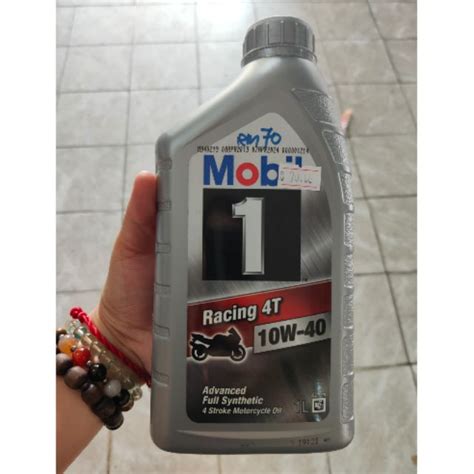 RM70
Mobil
1
Racing 4T
10W-40
Advanced
Full Synthetic
4 Stroke Motorcycle Oil
1L